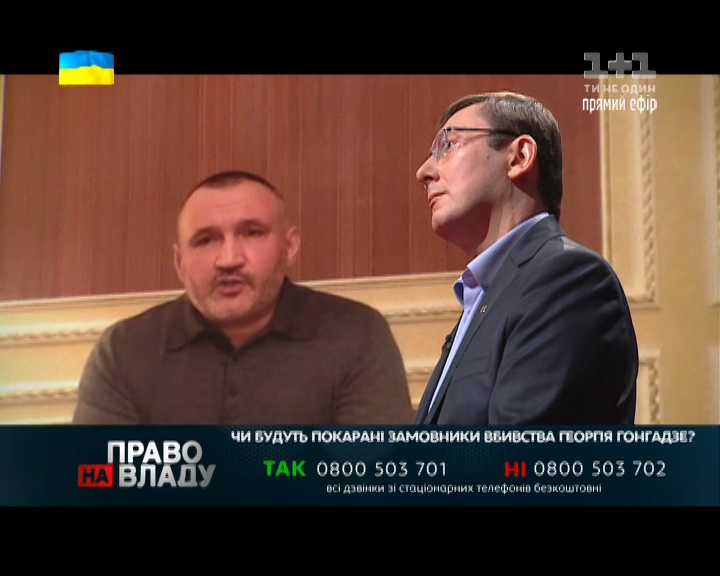 1+1
ТИ НЕ ОДИН
ПРЯМИЙ ЕФІР
ПРАВО
НА ВЛАДУ
ЧИ БУДУТЬ ПОКАРАНІ ЗАМОВНИКИ ВБИВСТВА ГЕОРГІЯ ГОНГАДЗЕ?
ТАК 0800 503 701 НІ 0800 503 702
всі дзвінки зі стаціонарних телефонів безкоштовні